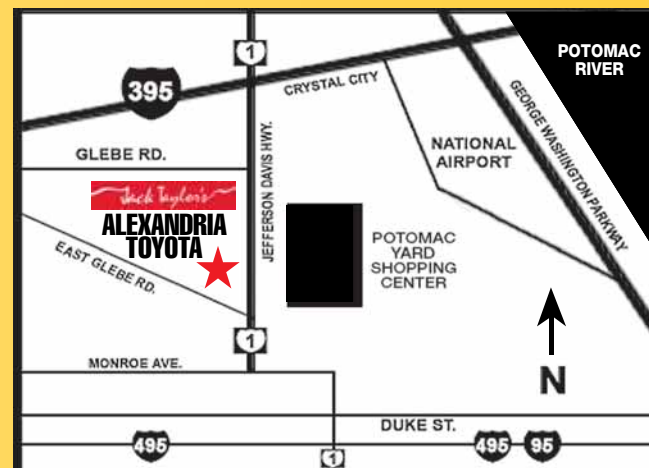 1
POTOMAC
RIVER
395
CRYSTAL CITY
GEORGE WASHINGTON PARKWAY
GLEBE RD.
NATIONAL
AIRPORT
JEFFERSON DAVIS HWY.
Jack Taylor's
ALEXANDRIA
TOYOTA
EAST GLEBE RD.
POTOMAC
YARD
SHOPPING
CENTER
1
MONROE AVE.
N
DUKE ST.
495
1
495
95